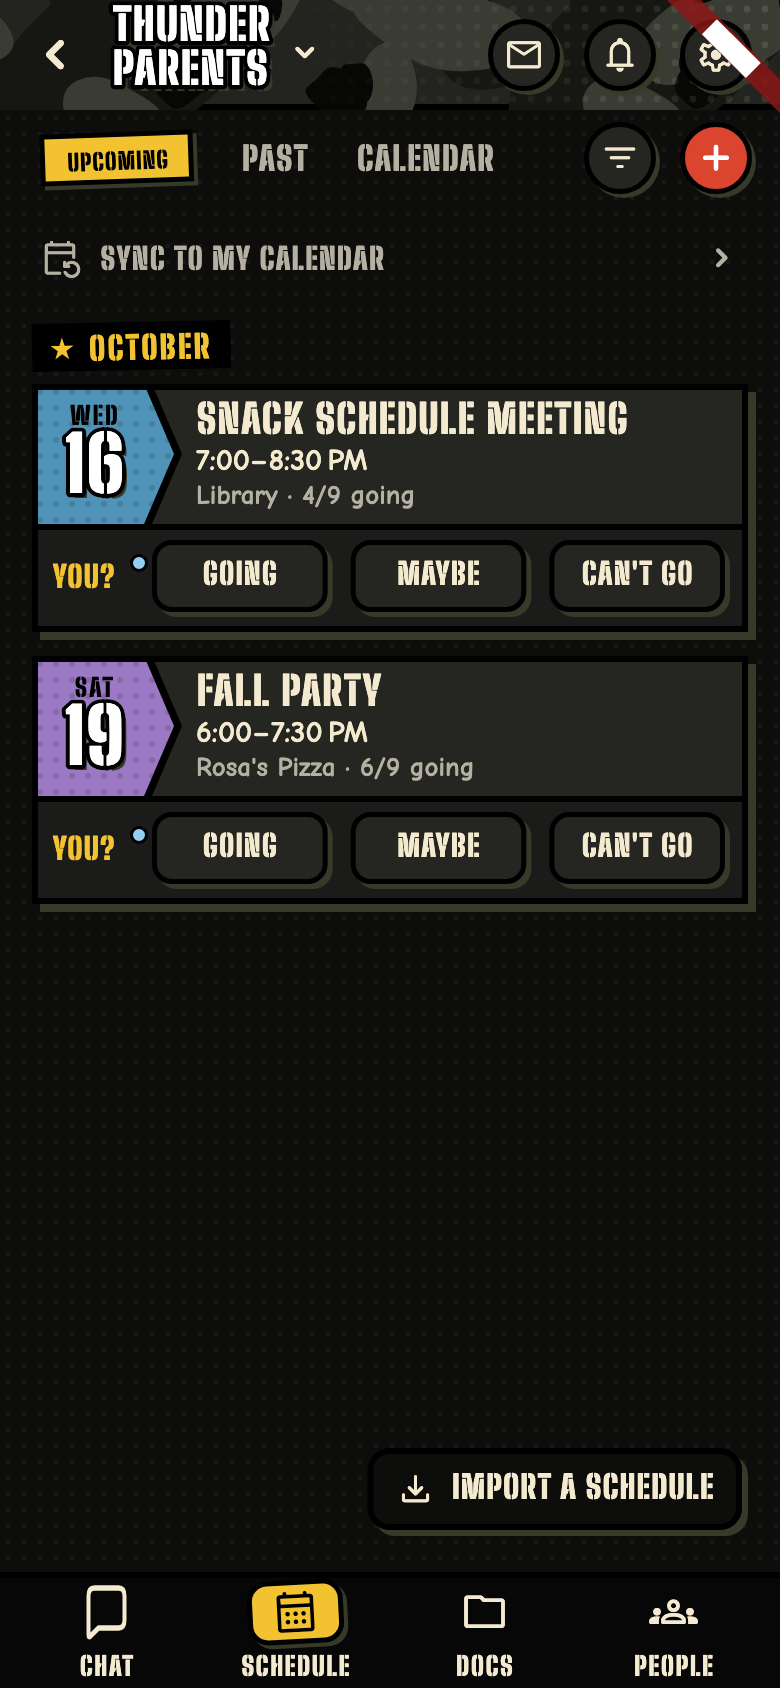 THUNDER
PARENTS
UPCOMING
PAST
CALENDAR
SYNC TO MY CALENDAR
★ OCTOBER
WED
16
SNACK SCHEDULE MEETING
7:00–8:30 PM
Library · 4/9 going
YOU?
GOING
MAYBE
CAN'T GO
SAT
19
FALL PARTY
6:00–7:30 PM
Rosa's Pizza · 6/9 going
YOU?
GOING
MAYBE
CAN'T GO
IMPORT A SCHEDULE
CHAT
SCHEDULE
DOCS
PEOPLE